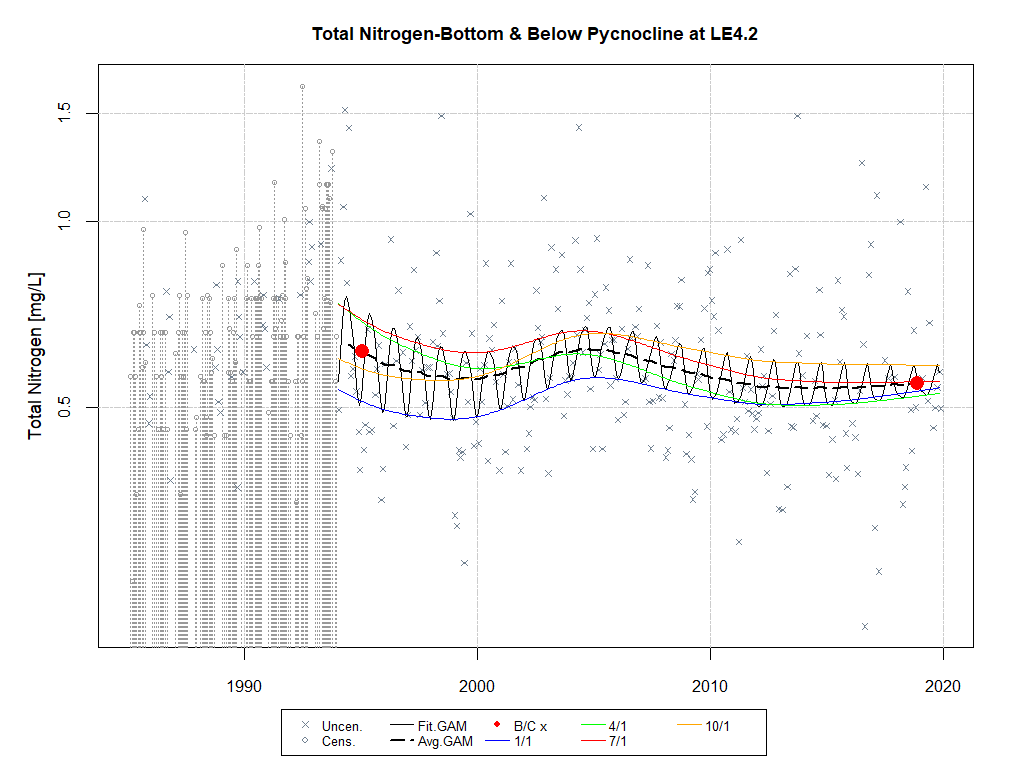 Total Nitrogen-Bottom & Below Pycnocline at LE4.2
Total Nitrogen [mg/L]
1.5
1.0
0.5
1990 2000 2010 2020
Uncen. Fit.GAM B/C x 4/1 10/1
Cens. Avg.GAM 1/1 7/1